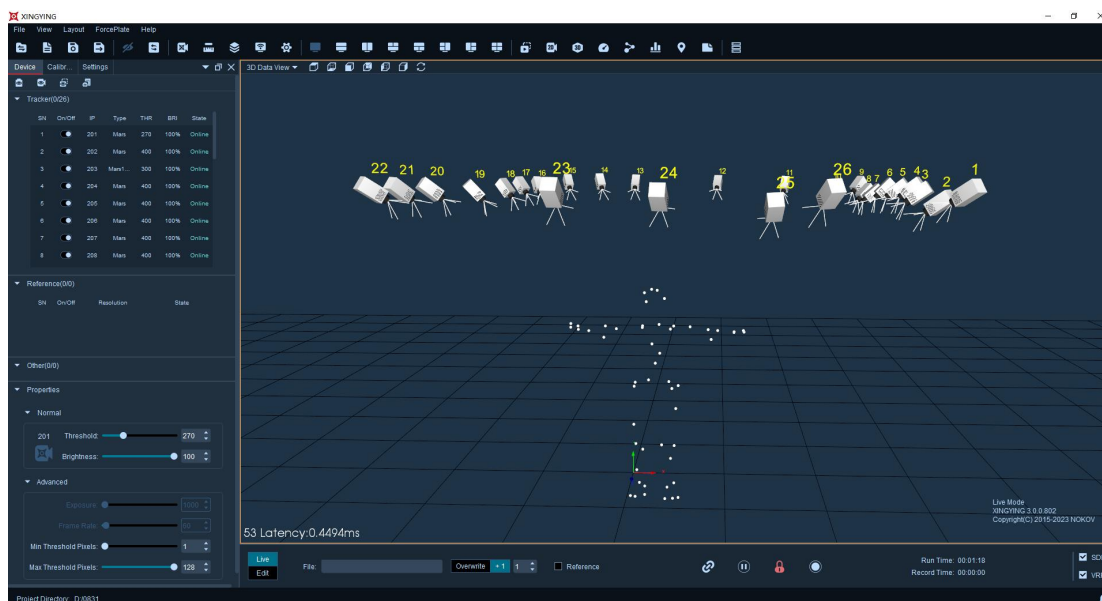 XINGYING
File View Layout ForcePlate Help
Device Calibr... Settings
3D Data View
Tracker(0/26)
SN On/Off IP Type THR BRI State
1 201 Mars 270 100% Online
2 202 Mars 400 100% Online
3 203 Mars1... 300 100% Online
4 204 Mars 400 100% Online
5 205 Mars 400 100% Online
6 206 Mars 400 100% Online
7 207 Mars 400 100% Online
8 208 Mars 400 100% Online
Reference(0/0)
SN On/Off Resolution State
Other(0/0)
Properties
Normal
201 Threshold: 270
Brightness: 100
Advanced
Exposure: 1000
Frame Rate: 60
Min Threshold Pixels: 1
Max Threshold Pixels: 128
22 21 20 19 18 17 16 23 15 14 13 24 12 11 25 26 9 8 7 6 5 4 3 2 1
53 Latency:0.4494ms
Live Mode
XINGYING 3.0.0.802
Copyright(C) 2015-2023 NOKOV
Live
Edit
File: Overwrite + 1 1 Reference
Run Time: 00:01:18
Record Time: 00:00:00
Project Directory: D:/0831